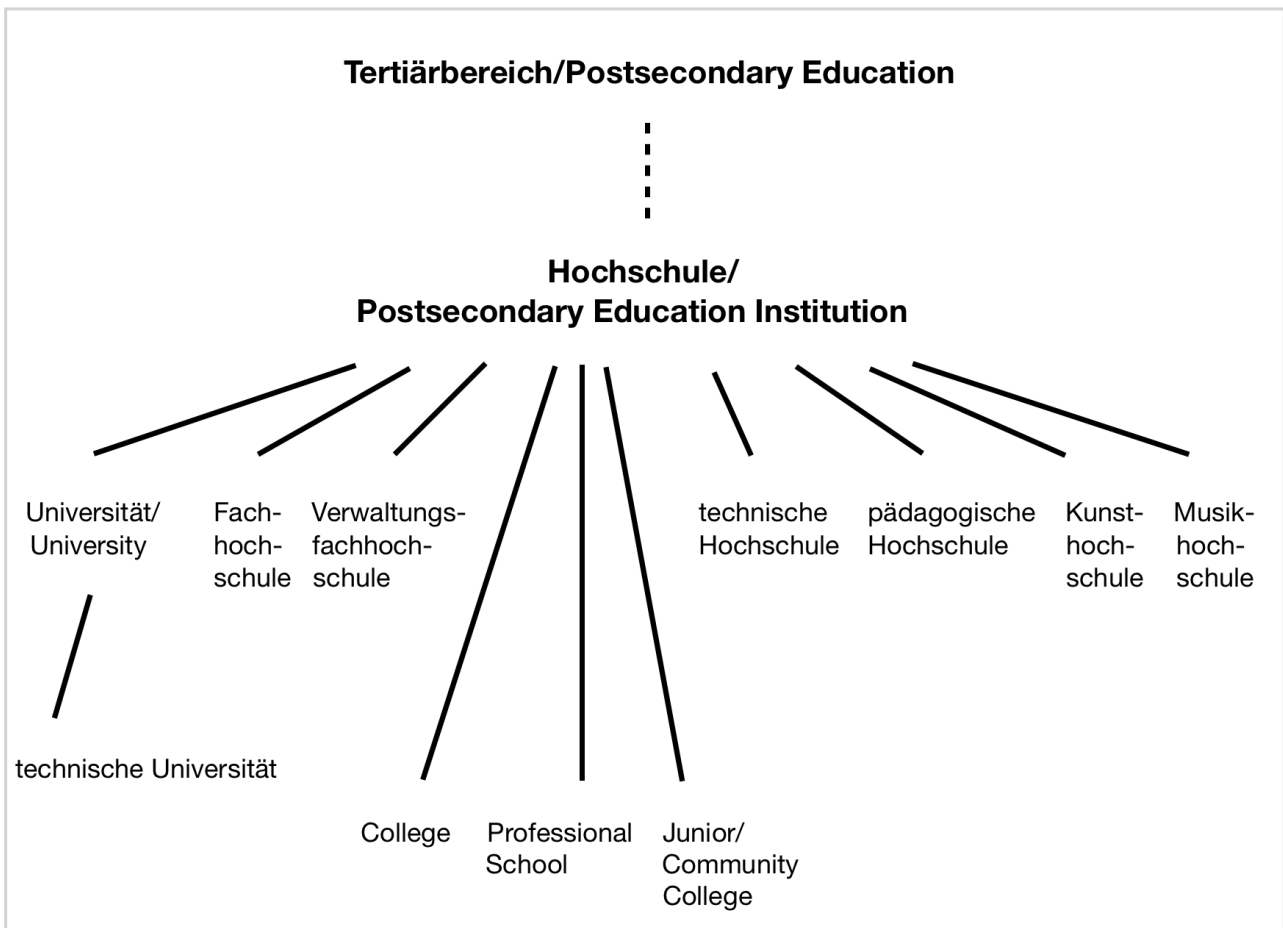 Tertiärbereich/Postsecondary Education
Hochschule/
Postsecondary Education Institution
Universität/
University
Fach-
hoch-
schule
Verwaltungs-
fachhoch-
schule
technische
Hochschule
pädagogische
Hochschule
Kunst-
hoch-
schule
Musik-
hoch-
schule
technische Universität
College
Professional
School
Junior/
Community
College